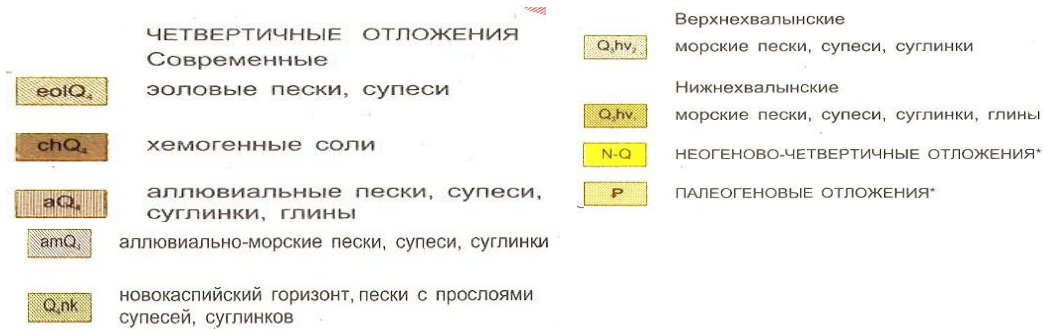 ЧЕТВЕРТИЧНЫЕ ОТЛОЖЕНИЯ
Современные
eolQ₄ эоловые пески, супеси
chQ₄ хемогенные соли
aQ₄ аллювиальные пески, супеси,
суглинки, глины
amQ₄ аллювиально-морские пески, супеси, суглинки
Q₄nk новокаспийский горизонт, пески с прослоями
супесей, суглинков
Верхнехвалынские
Q₃hv₂ морские пески, супеси, суглинки
Нижнехвалынские
Q₃hv₁ морские пески, супеси, суглинки, глины
N-Q НЕОГЕНОВО-ЧЕТВЕРТИЧНЫЕ ОТЛОЖЕНИЯ*
P ПАЛЕОГЕНОВЫЕ ОТЛОЖЕНИЯ*